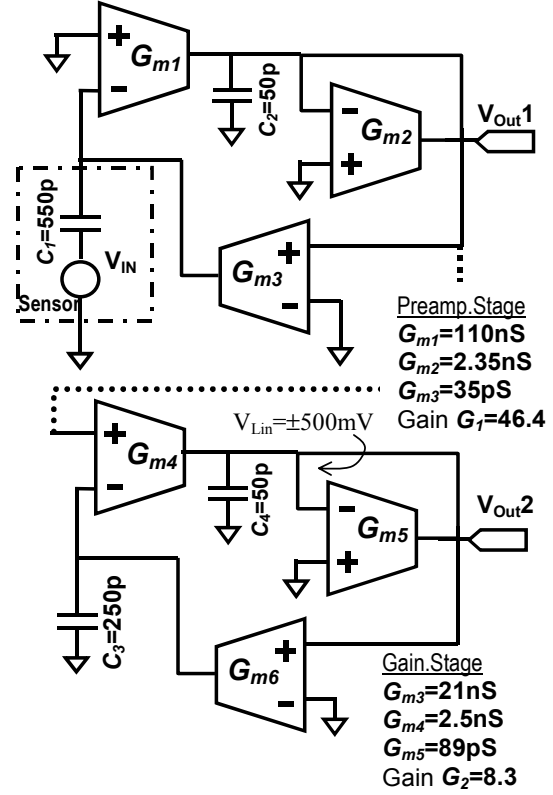 +
Gm1
-
C2=50p
-
Gm2
+
VOut1
C1=550p
VIN
Sensor
+
Gm3
-
Preamp.Stage
Gm1=110nS
Gm2=2.35nS
Gm3=35pS
Gain G1=46.4
VLin=±500mV
+
Gm4
-
C4=50p
-
Gm5
+
VOut2
C3=250p
+
Gm6
-
Gain.Stage
Gm3=21nS
Gm4=2.5nS
Gm5=89pS
Gain G2=8.3